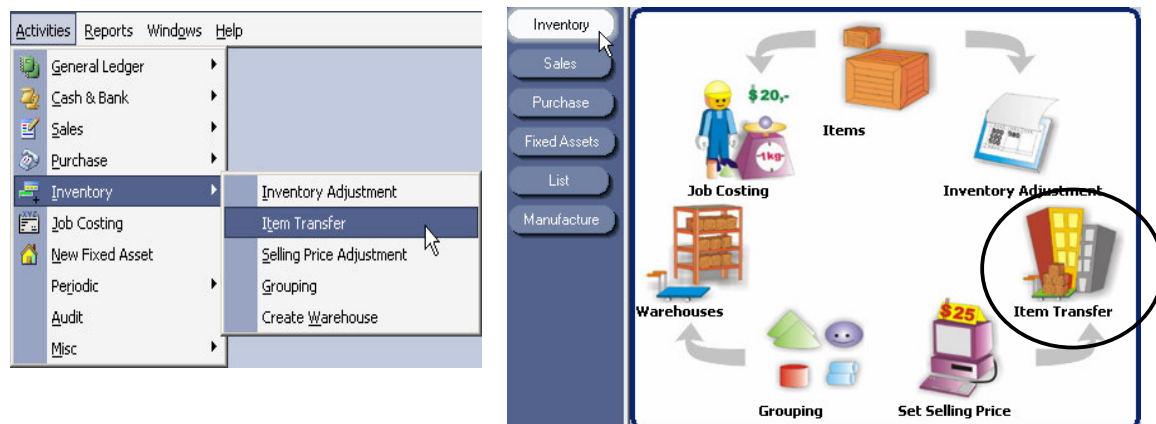 Activities Reports Windows Help
General Ledger
Cash & Bank
Sales
Purchase
Inventory
Job Costing
New Fixed Asset
Periodic
Audit
Misc
Inventory Adjustment
Item Transfer
Selling Price Adjustment
Grouping
Create Warehouse
Inventory
Sales
Purchase
Fixed Assets
List
Manufacture
Items
$20,-
-1kg-
Job Costing
Inventory Adjustment
Warehouses
$25
Item Transfer
Grouping
Set Selling Price